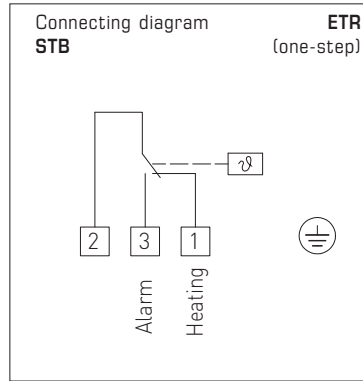 Connecting diagram ETR
STB (one-step)
ϑ
2 3 1
Alarm
Heating